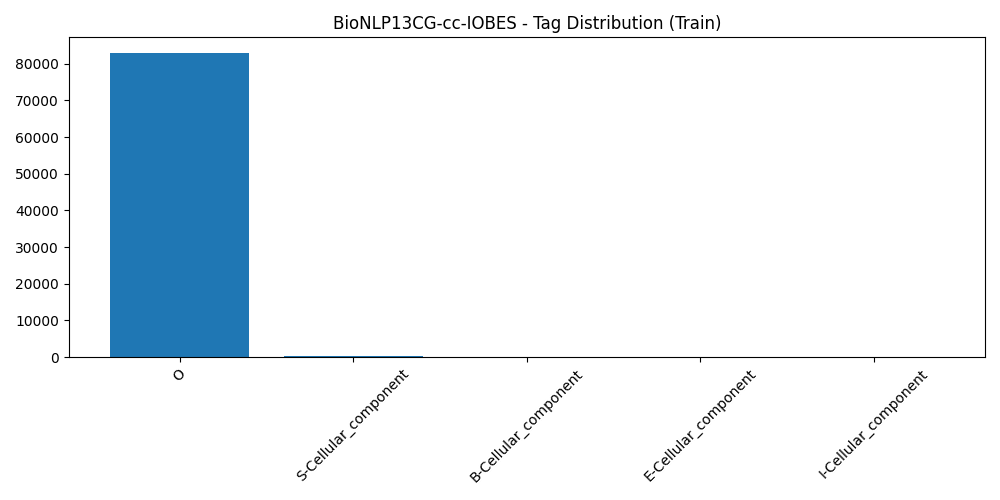 BioNLP13CG-cc-IOBES - Tag Distribution (Train)
80000
70000
60000
50000
40000
30000
20000
10000
0
O
S-Cellular_component
B-Cellular_component
E-Cellular_component
I-Cellular_component